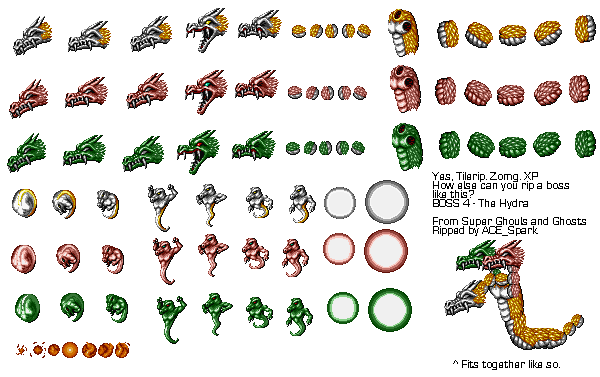 Yes, Tilerip. Zomg. XP
How else can you rip a boss
like this?
BOSS 4 - The Hydra
From Super Ghouls and Ghosts
Ripped by ACE_Spark
^ Fits together like so.